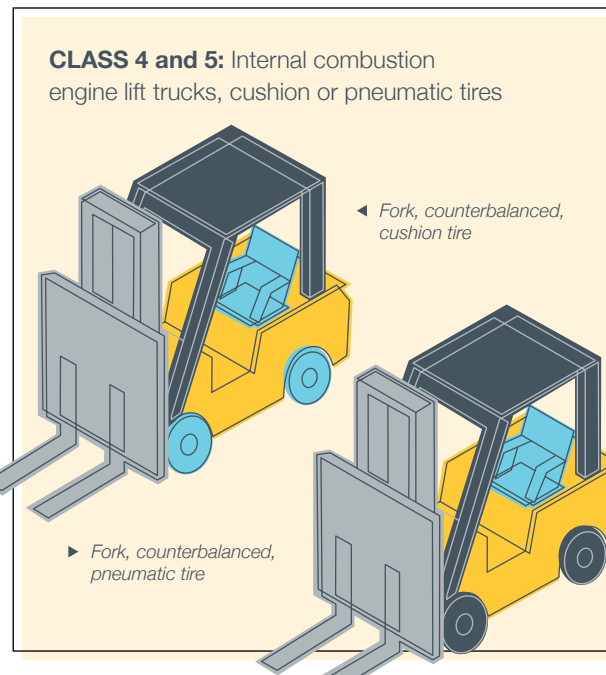 CLASS 4 and 5: Internal combustion
engine lift trucks, cushion or pneumatic tires
◄ Fork, counterbalanced,
cushion tire
► Fork, counterbalanced,
pneumatic tire